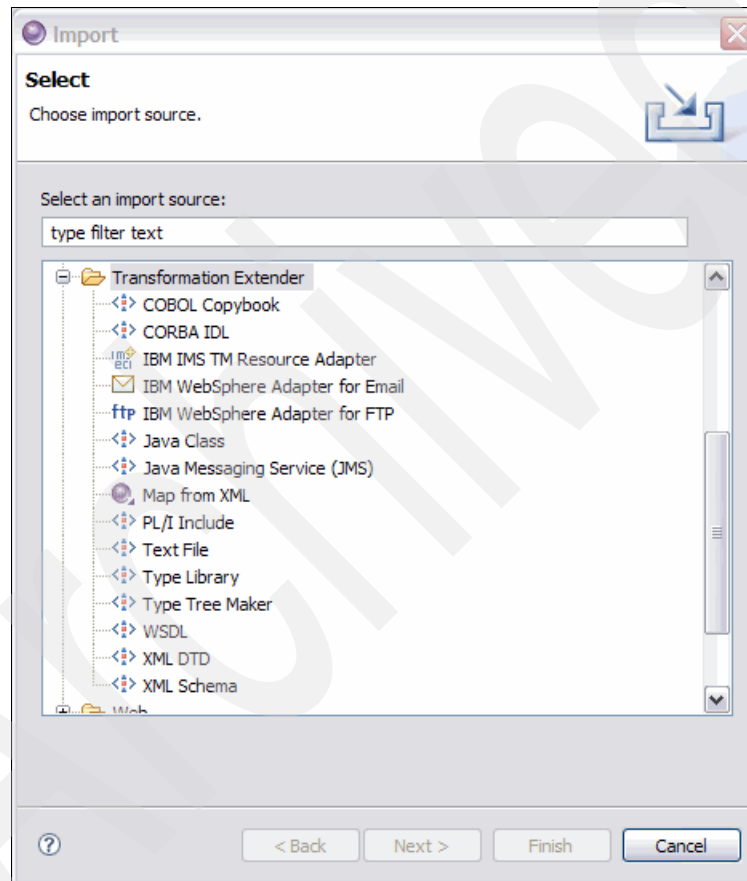 Import
Select
Choose import source.
Select an import source:
type filter text
Transformation Extender
COBOL Copybook
CORBA IDL
IBM IMS TM Resource Adapter
IBM WebSphere Adapter for Email
ftp IBM WebSphere Adapter for FTP
Java Class
Java Messaging Service (JMS)
Map from XML
PL/I Include
Text File
Type Library
Type Tree Maker
WSDL
XML DTD
XML Schema
Web
< Back Next > Finish Cancel